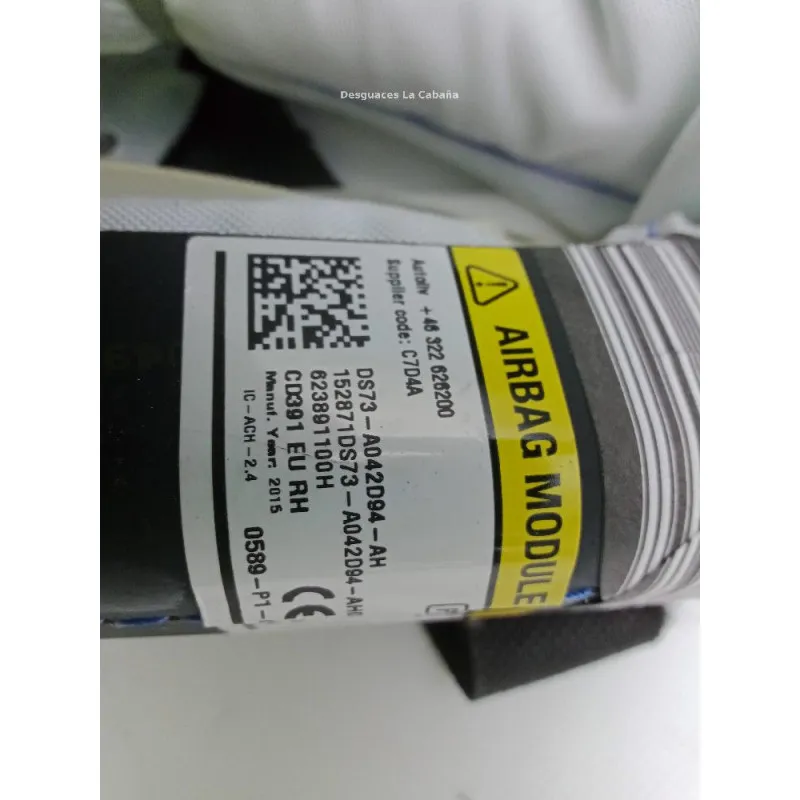 Desguaces La Cabaña
AIRBAG MODULE
Autoliv +46 322 626200
Supplier code: C7D4A
DS73-A042D94-AH
152871DS73-A042D94-AH
623891100H
CD391 EU RH
Manuf. Year: 2015
IC-ACH-2.4
0589-P1-
CE